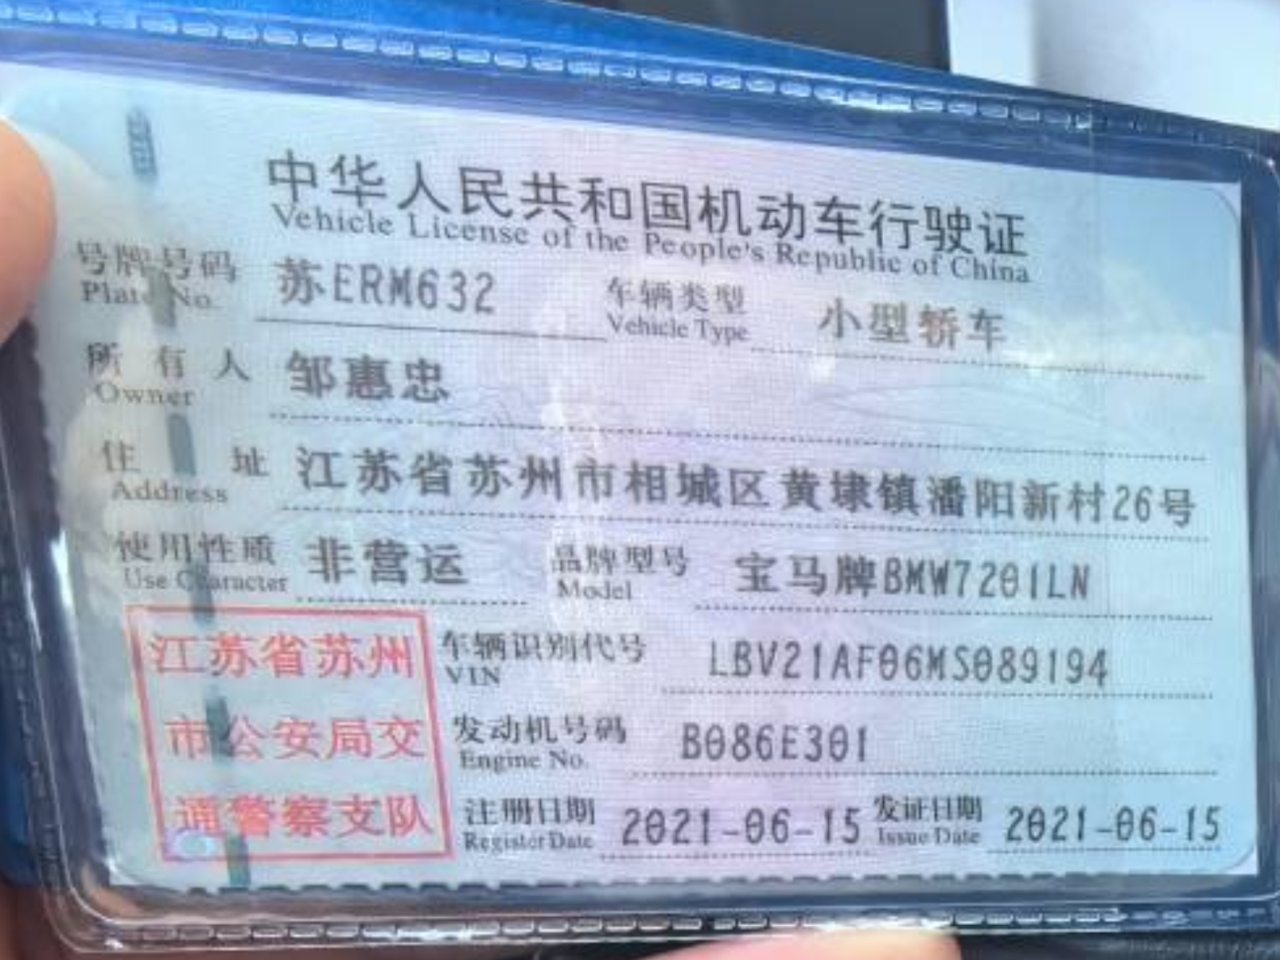 中华人民共和国机动车行驶证
Vehicle License of the People's Republic of China
号牌号码 苏ERM632 车辆类型 小型轿车
Plate No. Vehicle Type
所有人 邹惠忠
Owner
住址 江苏省苏州市相城区黄埭镇潘阳新村26号
Address
使用性质 非营运 品牌型号 宝马牌BMW7201LN
Use Character Model
江苏省苏州
市公安局交
通警察支队
车辆识别代号 LBV21AF06MS089194
VIN
发动机号码 B086E301
Engine No.
注册日期 2021-06-15 发证日期 2021-06-15
Register Date Issue Date